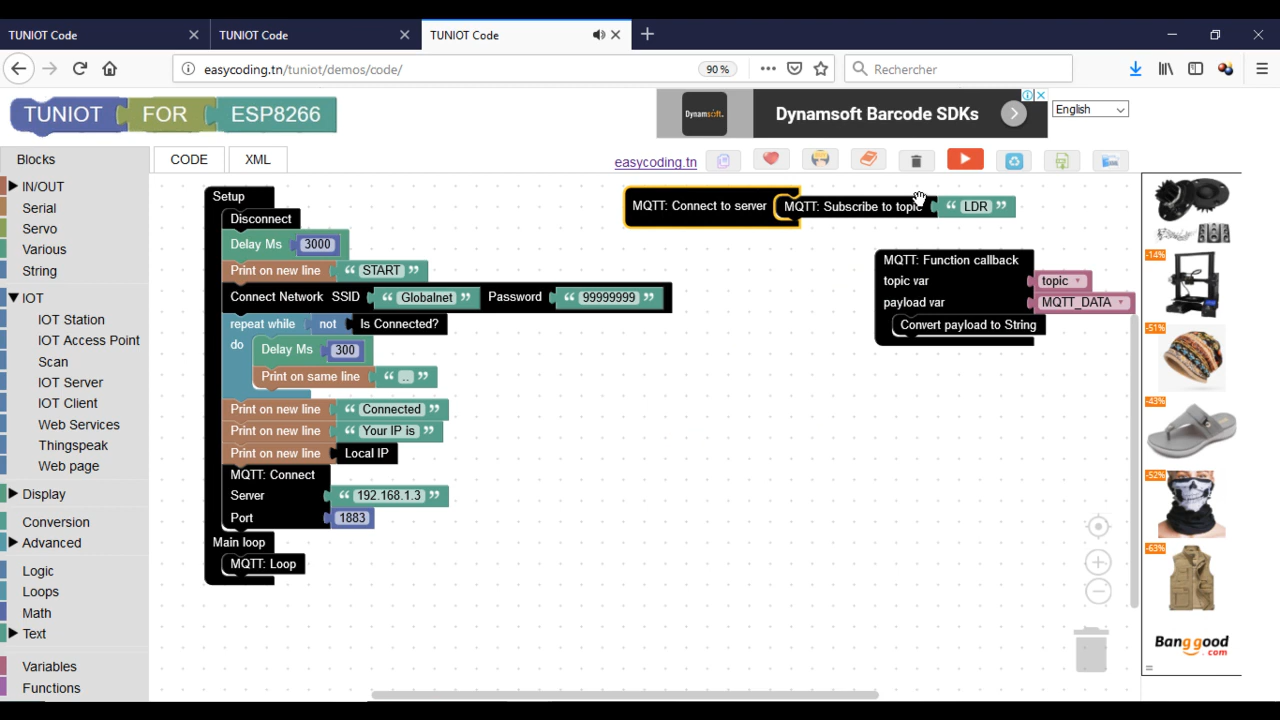 TUNIOT Code
TUNIOT Code
TUNIOT Code
easycoding.tn/tuniot/demos/code/
90 %
Rechercher
TUNIOT FOR ESP8266
Dynamsoft.
Dynamsoft Barcode SDKs
English
Blocks
CODE
XML
easycoding.tn
IN/OUT
Serial
Servo
Various
String
IOT
IOT Station
IOT Access Point
Scan
IOT Server
IOT Client
Web Services
Thingspeak
Web page
Display
Conversion
Advanced
Logic
Loops
Math
Text
Variables
Functions
Setup
Disconnect
Delay Ms 3000
Print on new line “ START ”
Connect Network SSID “ Globalnet ” Password “ 99999999 ”
repeat while not Is Connected?
do Delay Ms 300
Print on same line “ .. ”
Print on new line “ Connected ”
Print on new line “ Your IP is ”
Print on new line Local IP
MQTT: Connect
Server “ 192.168.1.3 ”
Port 1883
Main loop
MQTT: Loop
MQTT: Connect to server MQTT: Subscribe to topic “ LDR ”
MQTT: Function callback
topic var topic
payload var MQTT_DATA
Convert payload to String
-14%
-51%
-43%
-52%
-63%
Banggood
.com